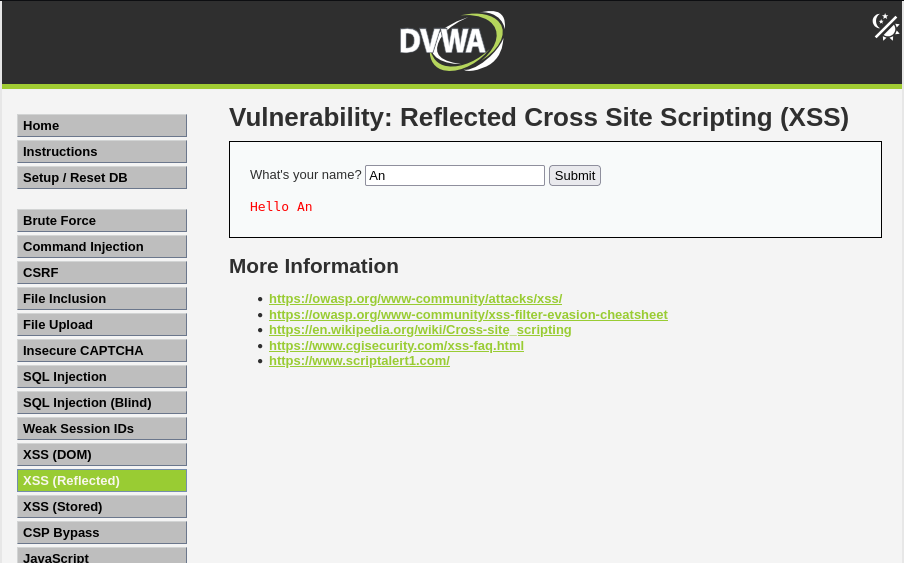 DVWA
Vulnerability: Reflected Cross Site Scripting (XSS)
What's your name? An Submit
Hello An
More Information
https://owasp.org/www-community/attacks/xss/
https://owasp.org/www-community/xss-filter-evasion-cheatsheet
https://en.wikipedia.org/wiki/Cross-site_scripting
https://www.cgisecurity.com/xss-faq.html
https://www.scriptalert1.com/
Home
Instructions
Setup / Reset DB
Brute Force
Command Injection
CSRF
File Inclusion
File Upload
Insecure CAPTCHA
SQL Injection
SQL Injection (Blind)
Weak Session IDs
XSS (DOM)
XSS (Reflected)
XSS (Stored)
CSP Bypass
JavaScript